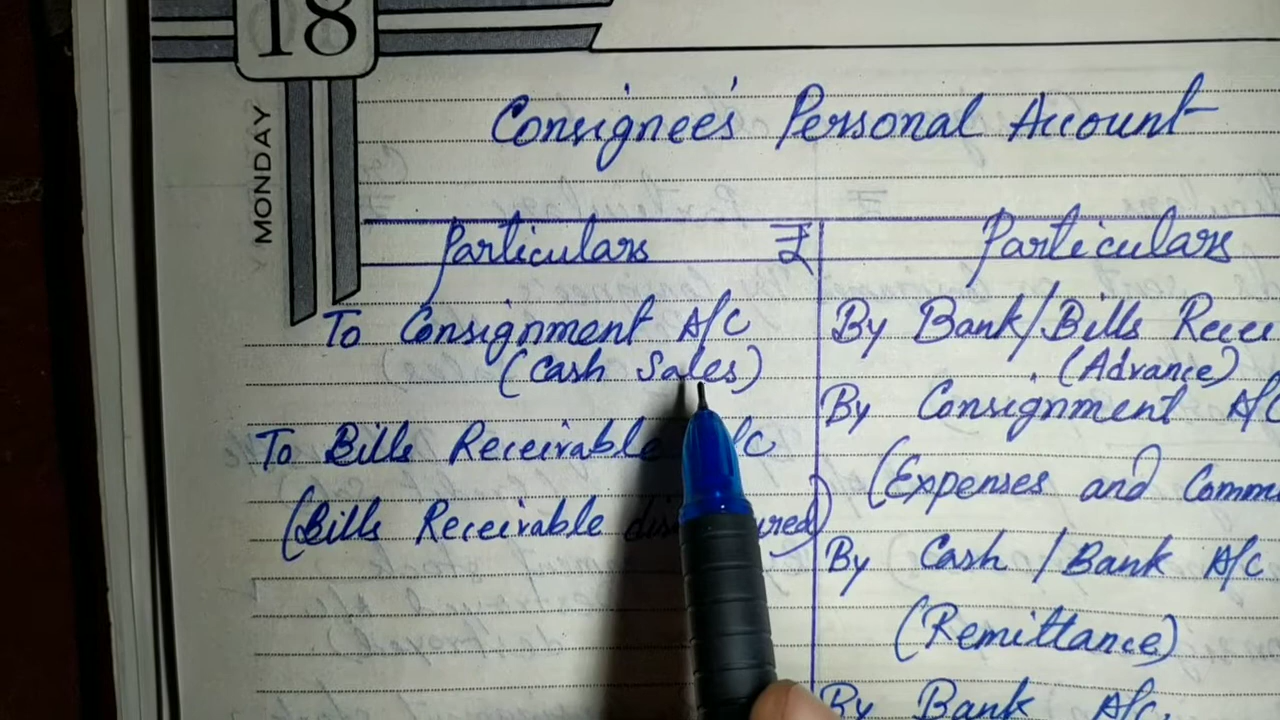 18
MONDAY
Consignee's Personal Account
Particulars ₹ Particulars
To Consignment A/C
(Cash Sales)
To Bills Receivable
(Bills Receivable
By Bank/Bills
(Advance)
By Consignment A/C
(Expenses and
By Cash/Bank A/C
(Remittance)
By Bank A/C.